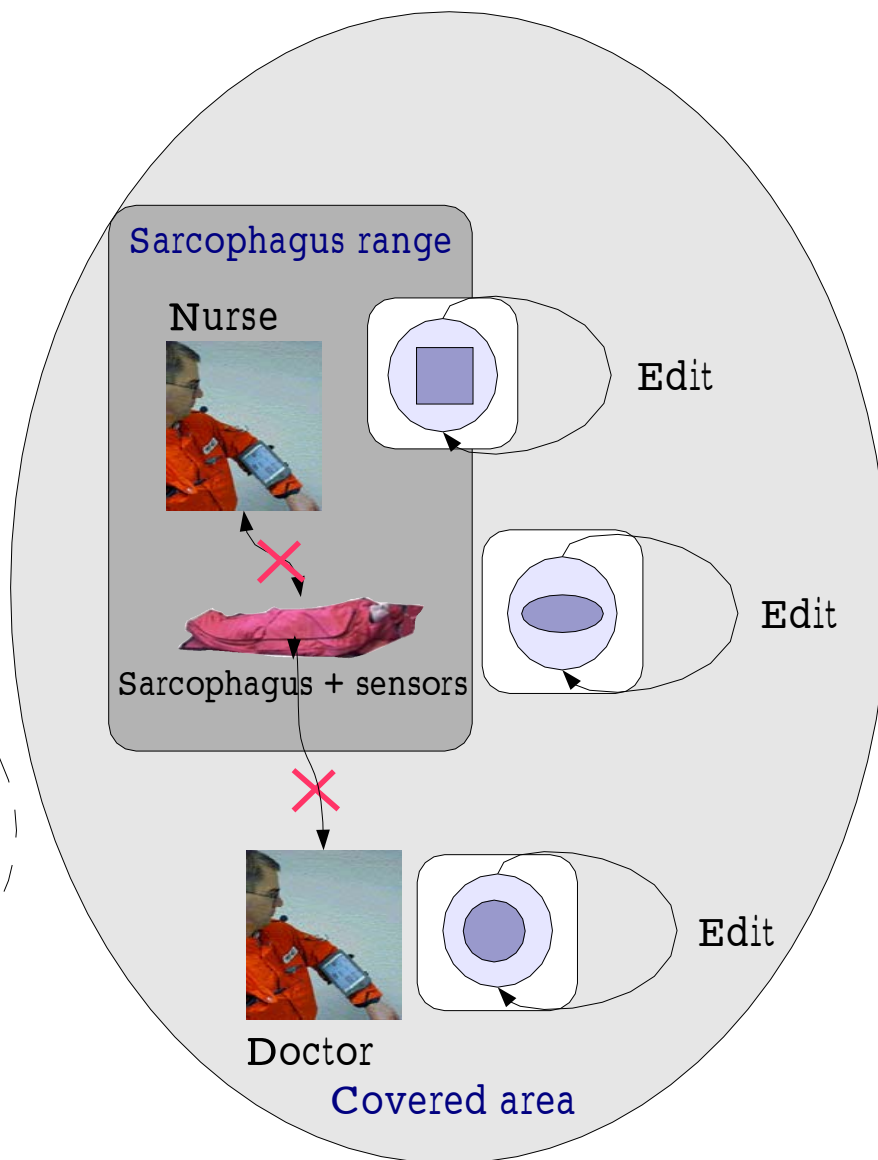 Sarcophagus range
Nurse
Edit
Edit
Sarcophagus + sensors
Edit
Doctor
Covered area